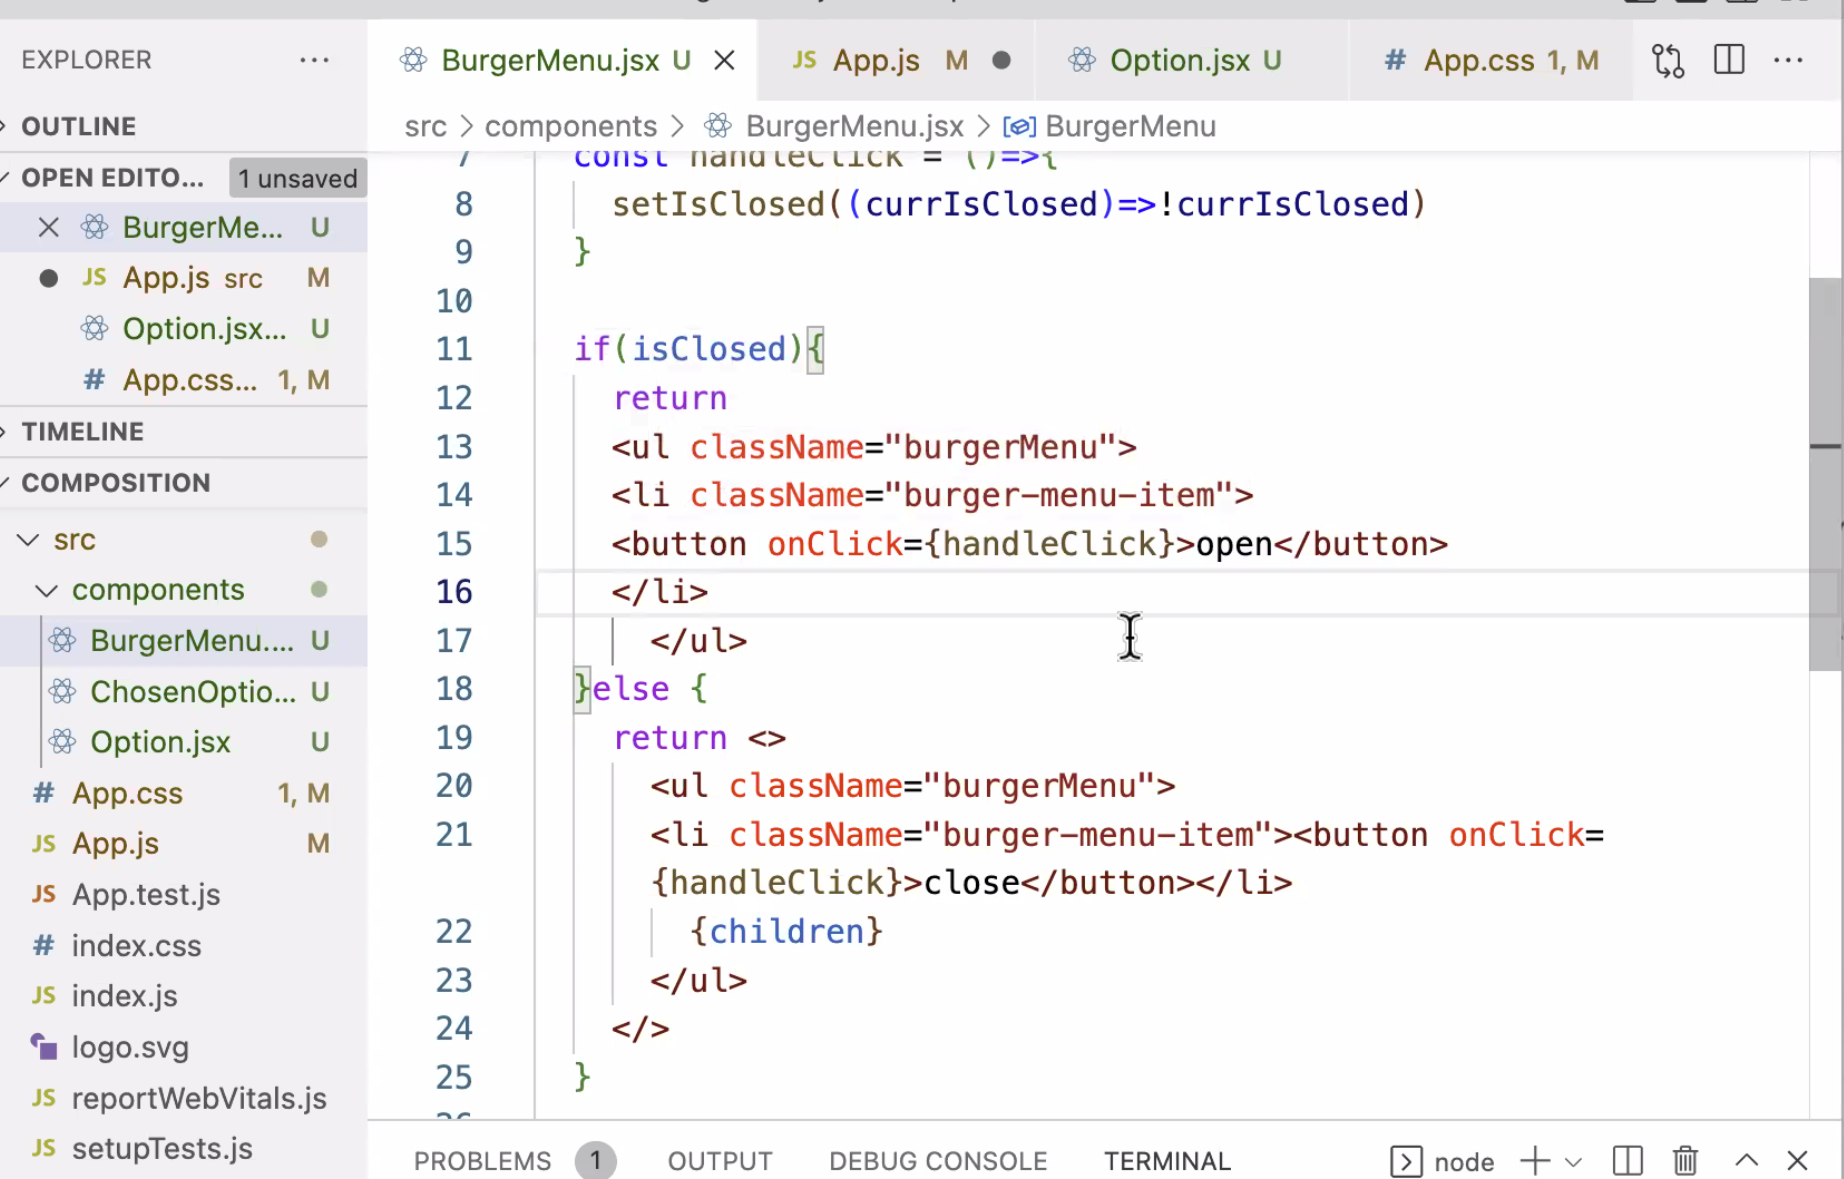 EXPLORER
OUTLINE
OPEN EDITO... 1 unsaved
BurgerMe... U
JS App.js src M
Option.jsx... U
# App.css... 1, M
TIMELINE
COMPOSITION
src
components
BurgerMenu.... U
ChosenOptio... U
Option.jsx U
# App.css 1, M
JS App.js M
JS App.test.js
# index.css
JS index.js
logo.svg
JS reportWebVitals.js
JS setupTests.js
BurgerMenu.jsx U
JS App.js M
Option.jsx U
# App.css 1, M
src > components > BurgerMenu.jsx > BurgerMenu
7 const handleClick = ()=>{
8 setIsClosed((currIsClosed)=>!currIsClosed)
9 }
10
11 if(isClosed){
12 return
13 <ul className="burgerMenu">
14 <li className="burger-menu-item">
15 <button onClick={handleClick}>open</button>
16 </li>
17 </ul>
18 }else {
19 return <>
20 <ul className="burgerMenu">
21 <li className="burger-menu-item"><button onClick=
{handleClick}>close</button></li>
22 {children}
23 </ul>
24 </>
25 }
PROBLEMS 1 OUTPUT DEBUG CONSOLE TERMINAL node